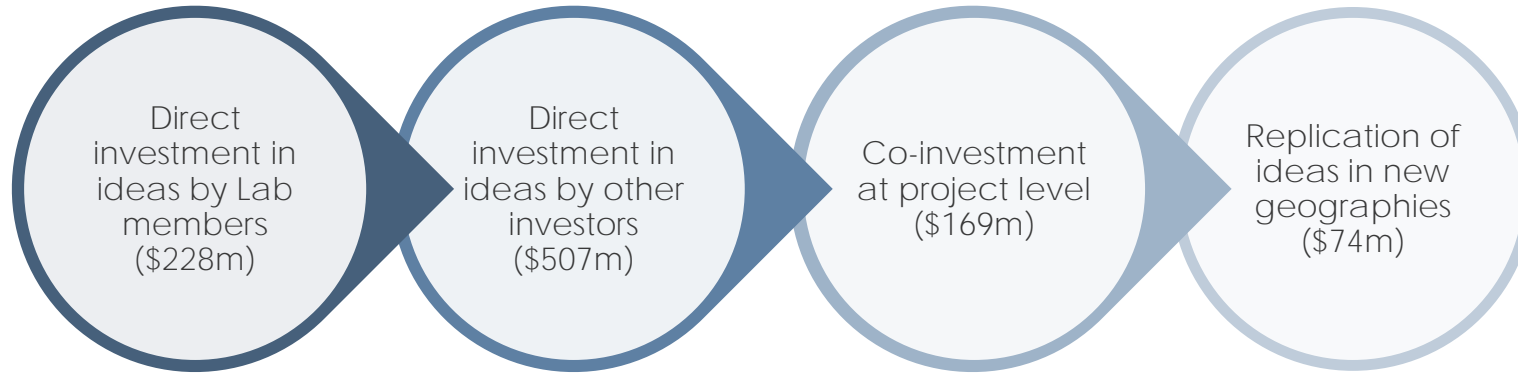 Direct
investment in
ideas by Lab
members
($228m)
Direct
investment in
ideas by other
investors
($507m)
Co-investment
at project level
($169m)
Replication of
ideas in new
geographies
($74m)